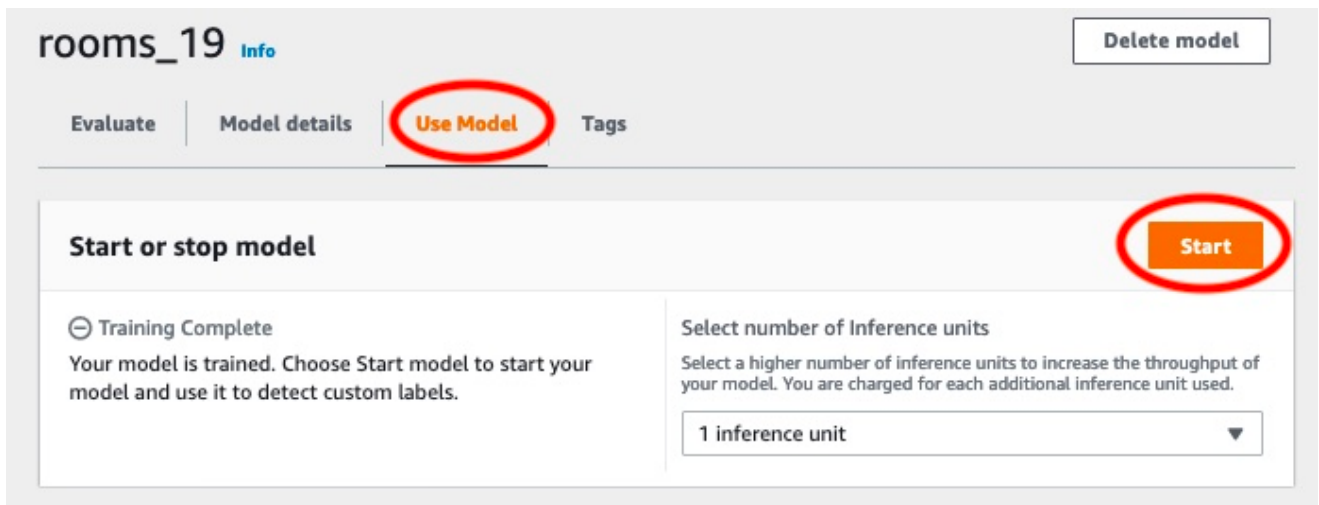 rooms_19 Info
Delete model
Evaluate
Model details
Use Model
Tags
Start or stop model
Start
Training Complete
Your model is trained. Choose Start model to start your
model and use it to detect custom labels.
Select number of Inference units
Select a higher number of inference units to increase the throughput of
your model. You are charged for each additional inference unit used.
1 inference unit